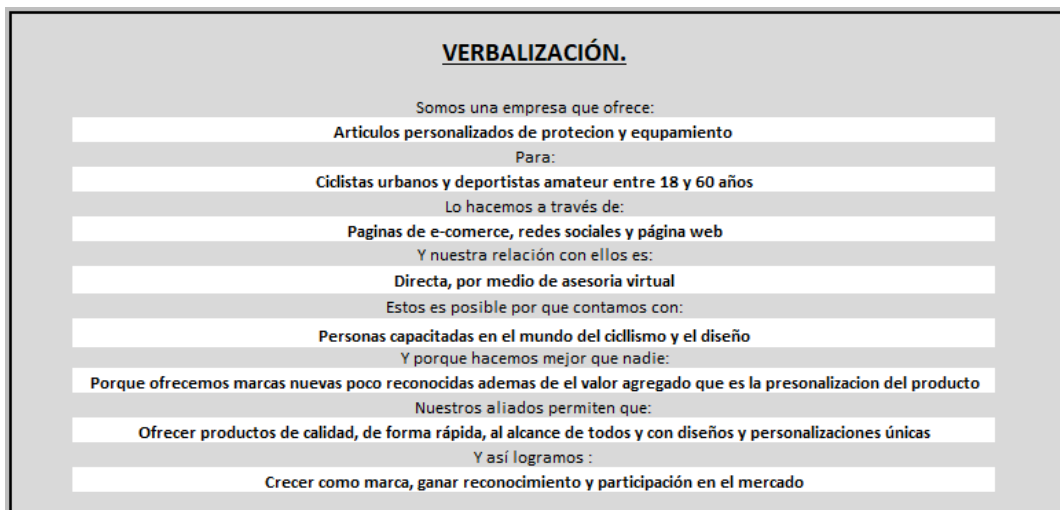 VERBALIZACIÓN.
Somos una empresa que ofrece:
Articulos personalizados de protecion y equpamiento
Para:
Ciclistas urbanos y deportistas amateur entre 18 y 60 años
Lo hacemos a través de:
Paginas de e-comerce, redes sociales y página web
Y nuestra relación con ellos es:
Directa, por medio de asesoria virtual
Estos es posible por que contamos con:
Personas capacitadas en el mundo del cicllismo y el diseño
Y porque hacemos mejor que nadie:
Porque ofrecemos marcas nuevas poco reconocidas ademas de el valor agregado que es la presonalizacion del producto
Nuestros aliados permiten que:
Ofrecer productos de calidad, de forma rápida, al alcance de todos y con diseños y personalizaciones únicas
Y así logramos :
Crecer como marca, ganar reconocimiento y participación en el mercado